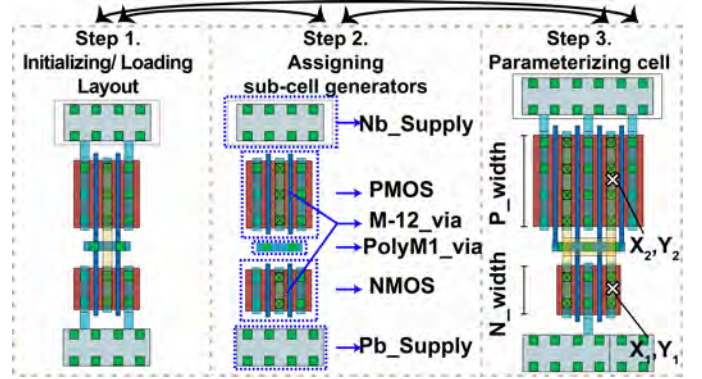 Step 1.
Initializing/ Loading
Layout
Step 2.
Assigning
sub-cell generators
Nb_Supply
PMOS
M-12_via
PolyM1_via
NMOS
Pb_Supply
Step 3.
Parameterizing cell
P_width
X₂,Y₂
N_width
X₁,Y₁